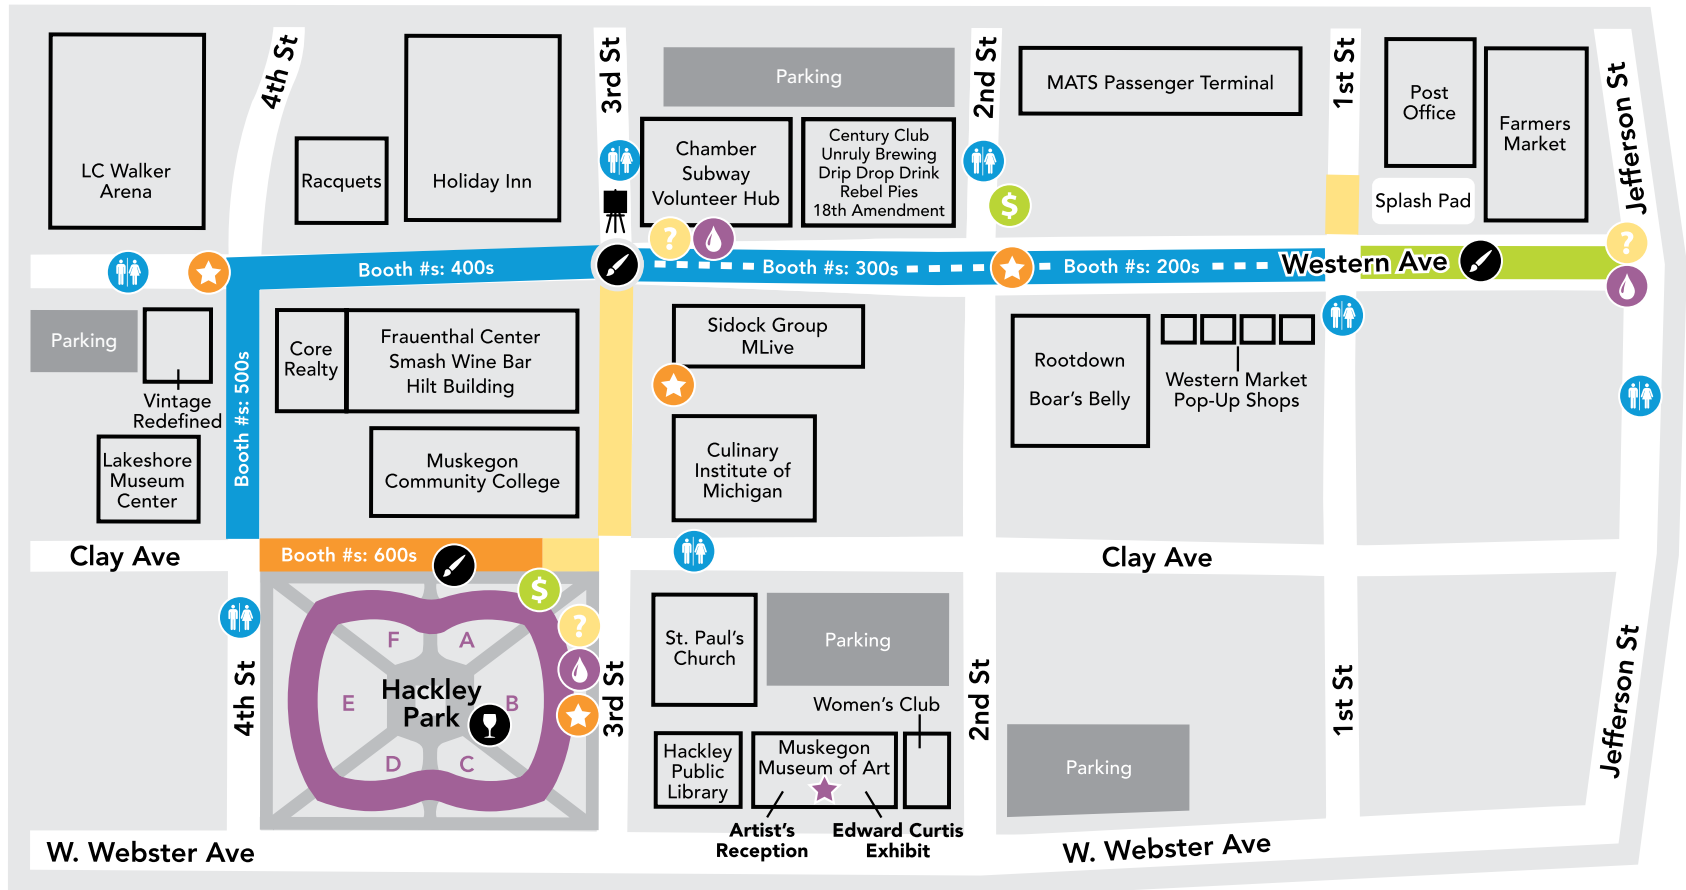 4th St
3rd St
2nd St
1st St
Jefferson St
LC Walker
Arena
Racquets
Holiday Inn
Parking
Chamber
Subway
Volunteer Hub
Century Club
Unruly Brewing
Drip Drop Drink
Rebel Pies
18th Amendment
MATS Passenger Terminal
Post
Office
Farmers
Market
Splash Pad
?
$
?
Booth #s: 400s
Booth #s: 300s
Booth #s: 200s
Western Ave
Parking
Vintage
Redefined
Booth #s: 500s
Core
Realty
Frauenthal Center
Smash Wine Bar
Hilt Building
Sidock Group
MLive
Rootdown
Boar's Belly
Western Market
Pop-Up Shops
Lakeshore
Museum
Center
Muskegon
Community College
Culinary
Institute of
Michigan
Clay Ave
Booth #s: 600s
Clay Ave
$
?
F
A
E
B
D
C
Hackley
Park
4th St
3rd St
2nd St
1st St
Jefferson St
St. Paul's
Church
Parking
Women's Club
Hackley
Public
Library
Muskegon
Museum of Art
Parking
Artist's
Reception
Edward Curtis
Exhibit
W. Webster Ave
W. Webster Ave